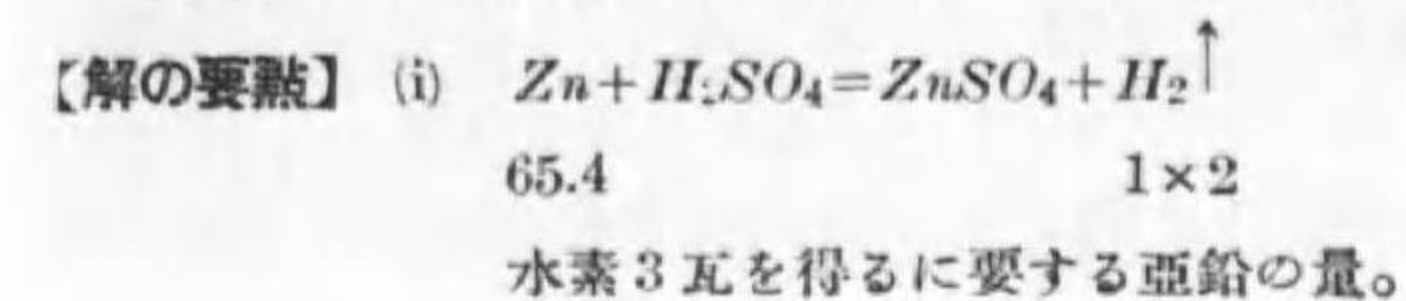 【解の要點】 (i) Zn+H₂SO₄=ZnSO₄+H₂↑
65.4 1×2
水素3瓦を得るに要する亞鉛の量。